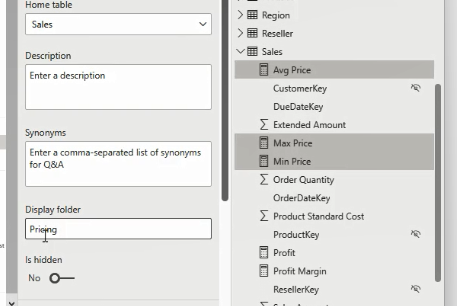 Home table
Sales
Description
Enter a description
Synonyms
Enter a comma-separated list of synonyms
for Q&A
Display folder
Pricing
Is hidden
No
Region
Reseller
Sales
Avg Price
CustomerKey
DueDateKey
Extended Amount
Max Price
Min Price
Order Quantity
OrderDateKey
Product Standard Cost
ProductKey
Profit
Profit Margin
ResellerKey